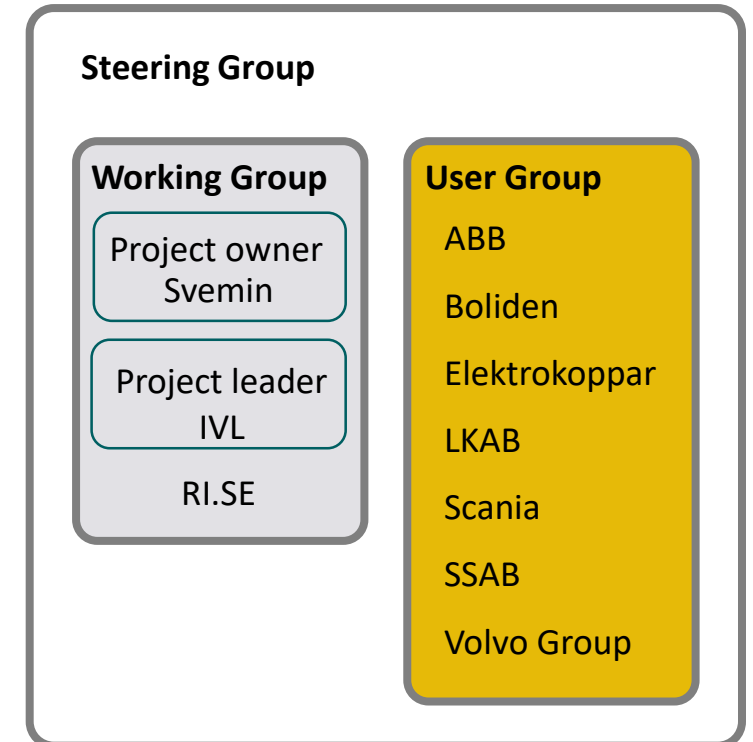 Steering Group
Working Group
Project owner
Svemin
Project leader
IVL
RI.SE
User Group
ABB
Boliden
Elektrokoppar
LKAB
Scania
SSAB
Volvo Group